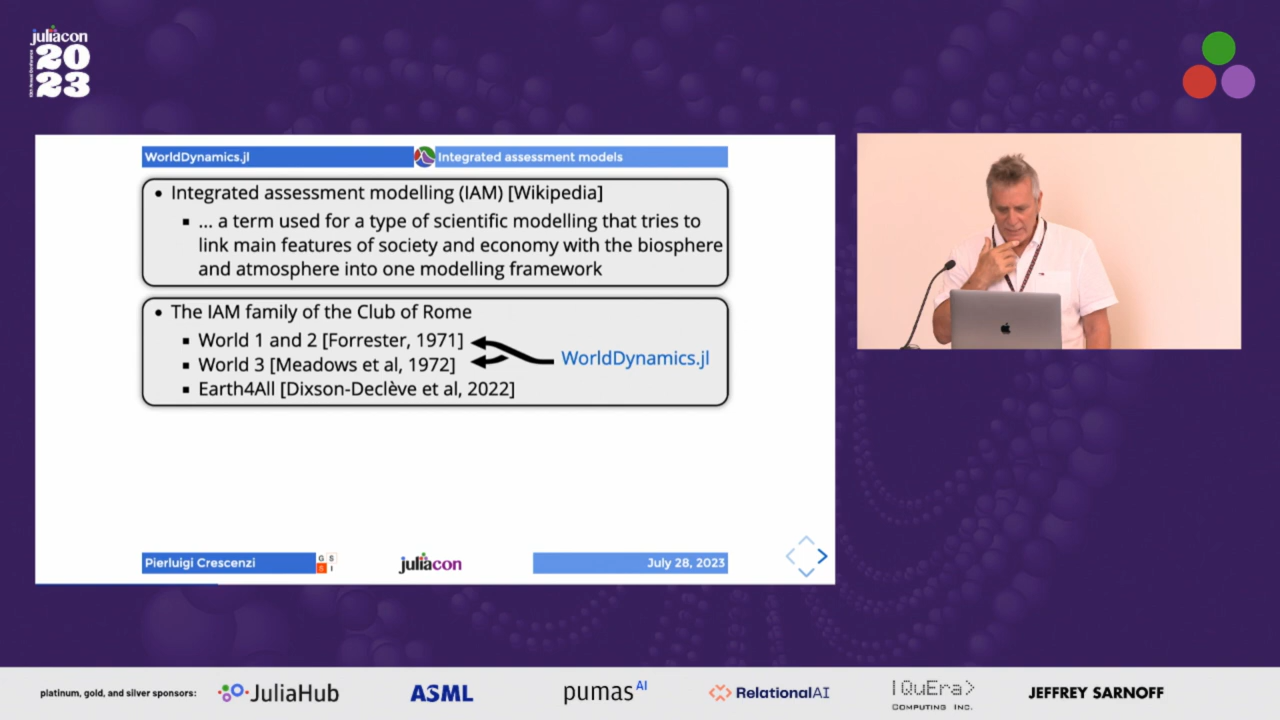 juliacon
20
23
WorldDynamics.jl
Integrated assessment models
• Integrated assessment modelling (IAM) [Wikipedia]
▪ ... a term used for a type of scientific modelling that tries to
link main features of society and economy with the biosphere
and atmosphere into one modelling framework
• The IAM family of the Club of Rome
▪ World 1 and 2 [Forrester, 1971]
▪ World 3 [Meadows et al, 1972]
WorldDynamics.jl
▪ Earth4All [Dixson-Declève et al, 2022]
Pierluigi Crescenzi
G S
S I
juliacon
July 28, 2023
platinum, gold, and silver sponsors:
JuliaHub
ASML
pumas AI
RelationalAI
|QuEra>
COMPUTING INC.
JEFFREY SARNOFF